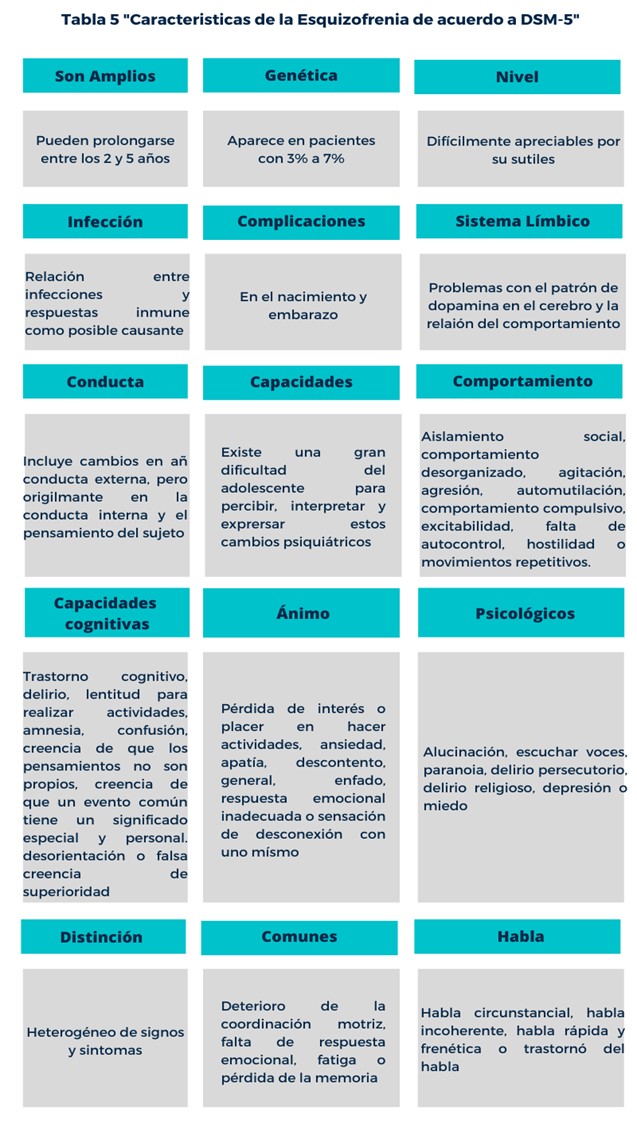 Tabla 5 "Caracteristicas de la Esquizofrenia de acuerdo a DSM-5"
Son Amplios
Genética
Nivel
Pueden prolongarse
entre los 2 y 5 años
Aparece en pacientes
con 3% a 7%
Difícilmente apreciables por
su sutiles
Infección
Complicaciones
Sistema Límbico
Relación entre
infecciones y
respuestas inmune
como posible causante
En el nacimiento y
embarazo
Problemas con el patrón de
dopamina en el cerebro y la
relaión del comportamiento
Conducta
Capacidades
Comportamiento
Incluye cambios en añ
conducta externa, pero
origilmante en la
conducta interna y el
pensamiento del sujeto
Existe una gran
dificultad del
adolescente para
percibir, interpretar y
exprersar estos
cambios psiquiátricos
Aislamiento social,
comportamiento
desorganizado, agitación,
agresión, automutilación,
comportamiento compulsivo,
excitabilidad, falta de
autocontrol, hostilidad o
movimientos repetitivos.
Capacidades
cognitivas
Ánimo
Psicológicos
Trastorno cognitivo,
delirio, lentitud para
realizar actividades,
amnesia, confusión,
creencia de que los
pensamientos no son
propios, creencia de
que un evento común
tiene un significado
especial y personal.
desorientación o falsa
creencia de
superioridad
Pérdida de interés o
placer en hacer
actividades, ansiedad,
apatía, descontento,
general, enfado,
respuesta emocional
inadecuada o sensación
de desconexión con
uno mísmo
Alucinación, escuchar voces,
paranoia, delirio persecutorio,
delirio religioso, depresión o
miedo
Distinción
Comunes
Habla
Heterogéneo de signos
y sintomas
Deterioro de la
coordinación motriz,
falta de respuesta
emocional, fatiga o
pérdida de la memoria
Habla circunstancial, habla
incoherente, habla rápida y
frenética o trastornó del
habla